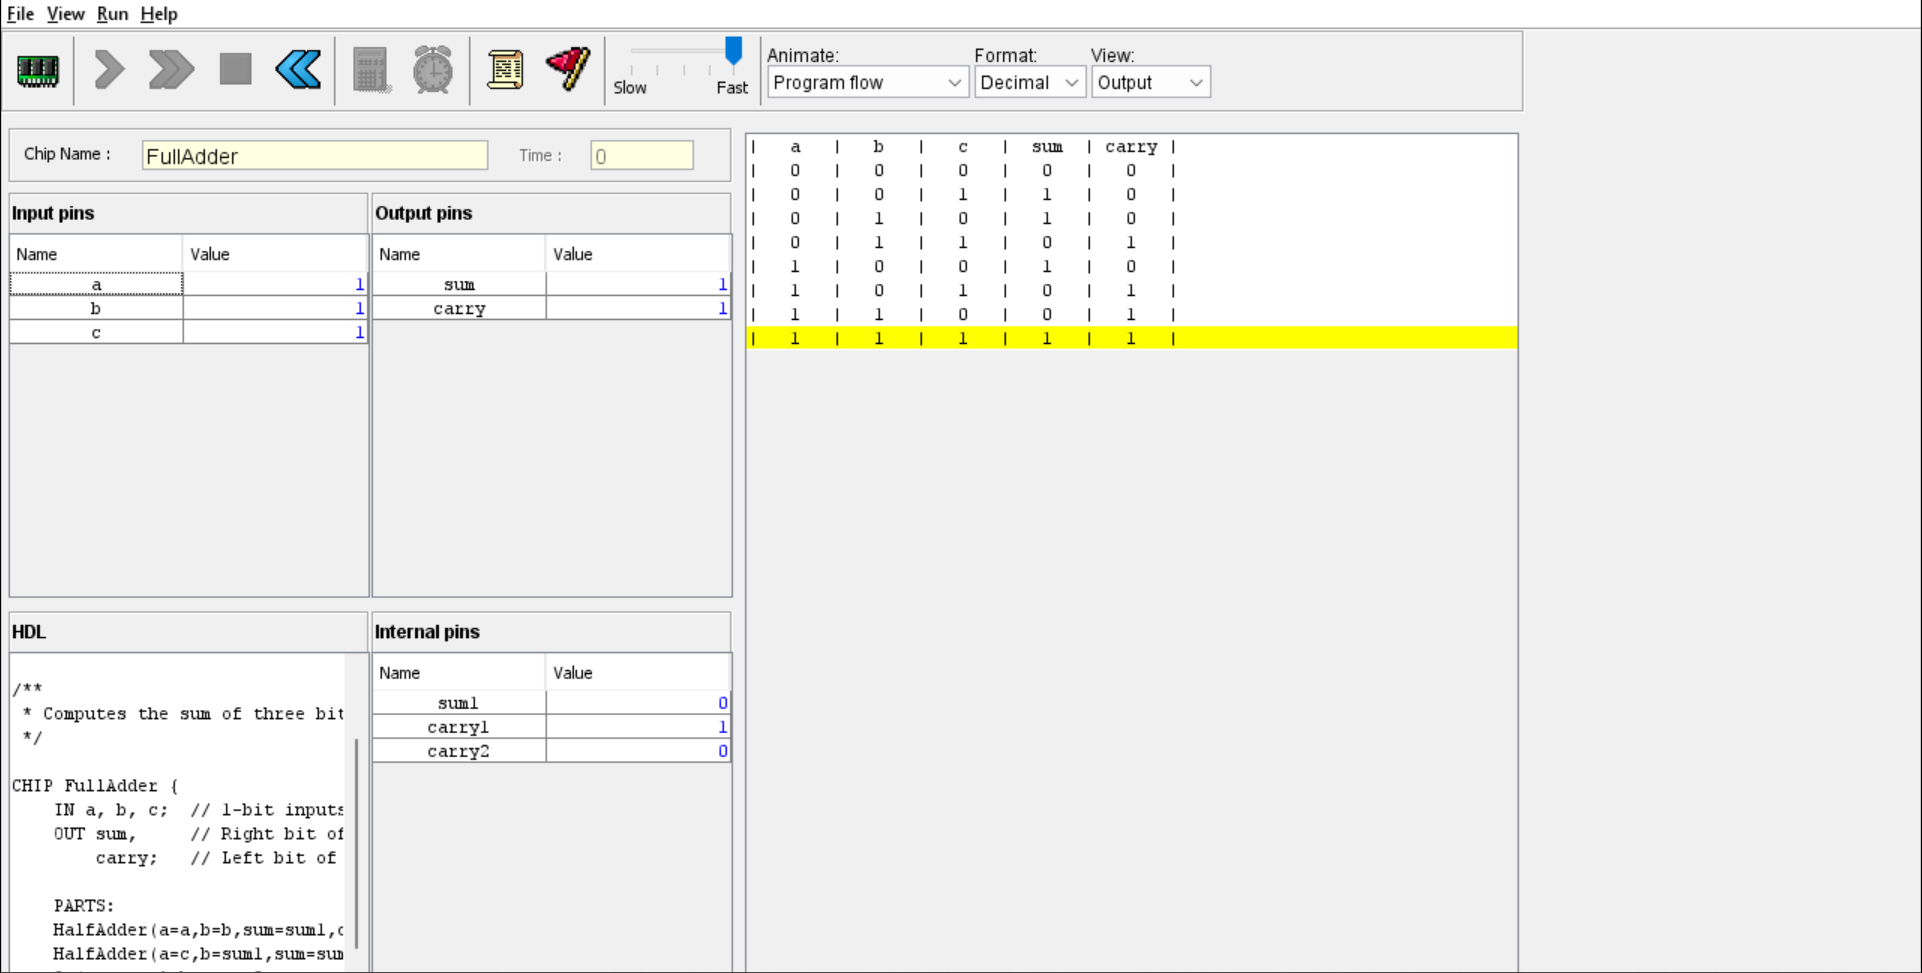 File View Run Help
Animate: Format: View:
Slow Fast Program flow Decimal Output
Chip Name : FullAdder Time : 0
Input pins
Name Value
a 1
b 1
c 1
Output pins
Name Value
sum 1
carry 1
| a | b | c | sum | carry |
| 0 | 0 | 0 | 0 | 0 |
| 0 | 0 | 1 | 1 | 0 |
| 0 | 1 | 0 | 1 | 0 |
| 0 | 1 | 1 | 0 | 1 |
| 1 | 0 | 0 | 1 | 0 |
| 1 | 0 | 1 | 0 | 1 |
| 1 | 1 | 0 | 0 | 1 |
| 1 | 1 | 1 | 1 | 1 |
HDL
/**
* Computes the sum of three bit
*/
CHIP FullAdder {
IN a, b, c; // 1-bit inputs
OUT sum, // Right bit of
carry; // Left bit of
PARTS:
HalfAdder(a=a,b=b,sum=sum1,c
HalfAdder(a=c,b=sum1,sum=sum
Internal pins
Name Value
sum1 0
carry1 1
carry2 0